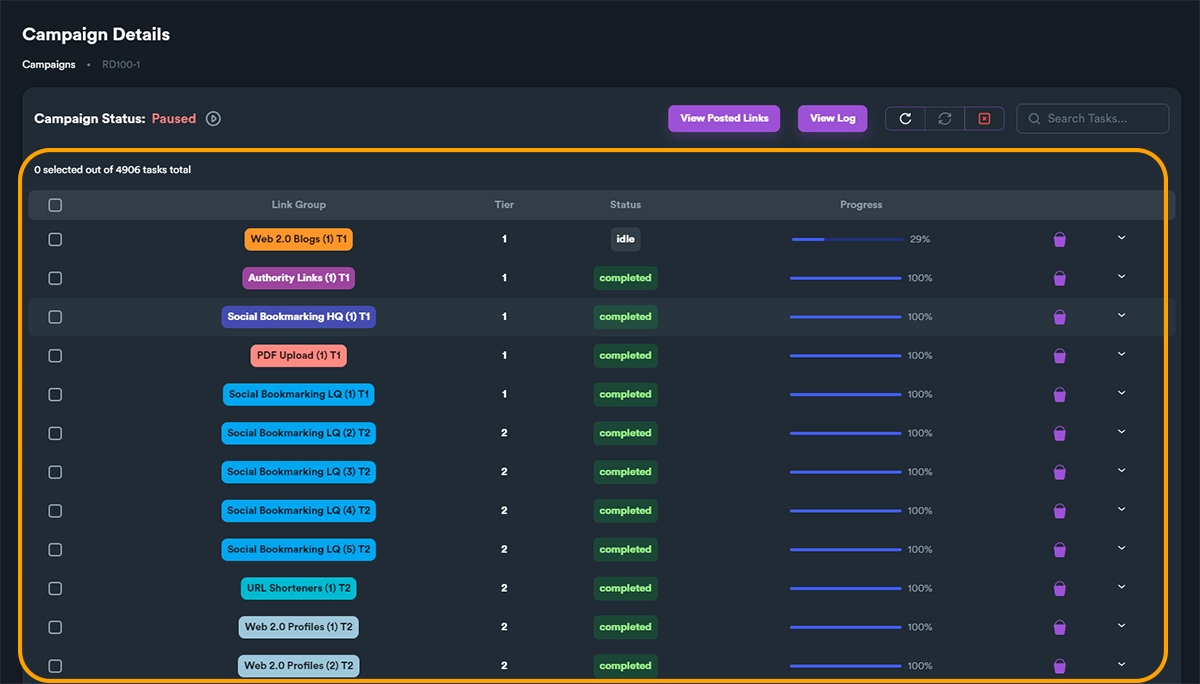 Campaign Details
Campaigns • RD100-1
Campaign Status: Paused View Posted Links View Log Search Tasks...
0 selected out of 4906 tasks total
Link Group Tier Status Progress
Web 2.0 Blogs (1) T1 1 idle 29%
Authority Links (1) T1 1 completed 100%
Social Bookmarking HQ (1) T1 1 completed 100%
PDF Upload (1) T1 1 completed 100%
Social Bookmarking LQ (1) T1 1 completed 100%
Social Bookmarking LQ (2) T2 2 completed 100%
Social Bookmarking LQ (3) T2 2 completed 100%
Social Bookmarking LQ (4) T2 2 completed 100%
Social Bookmarking LQ (5) T2 2 completed 100%
URL Shorteners (1) T2 2 completed 100%
Web 2.0 Profiles (1) T2 2 completed 100%
Web 2.0 Profiles (2) T2 2 completed 100%